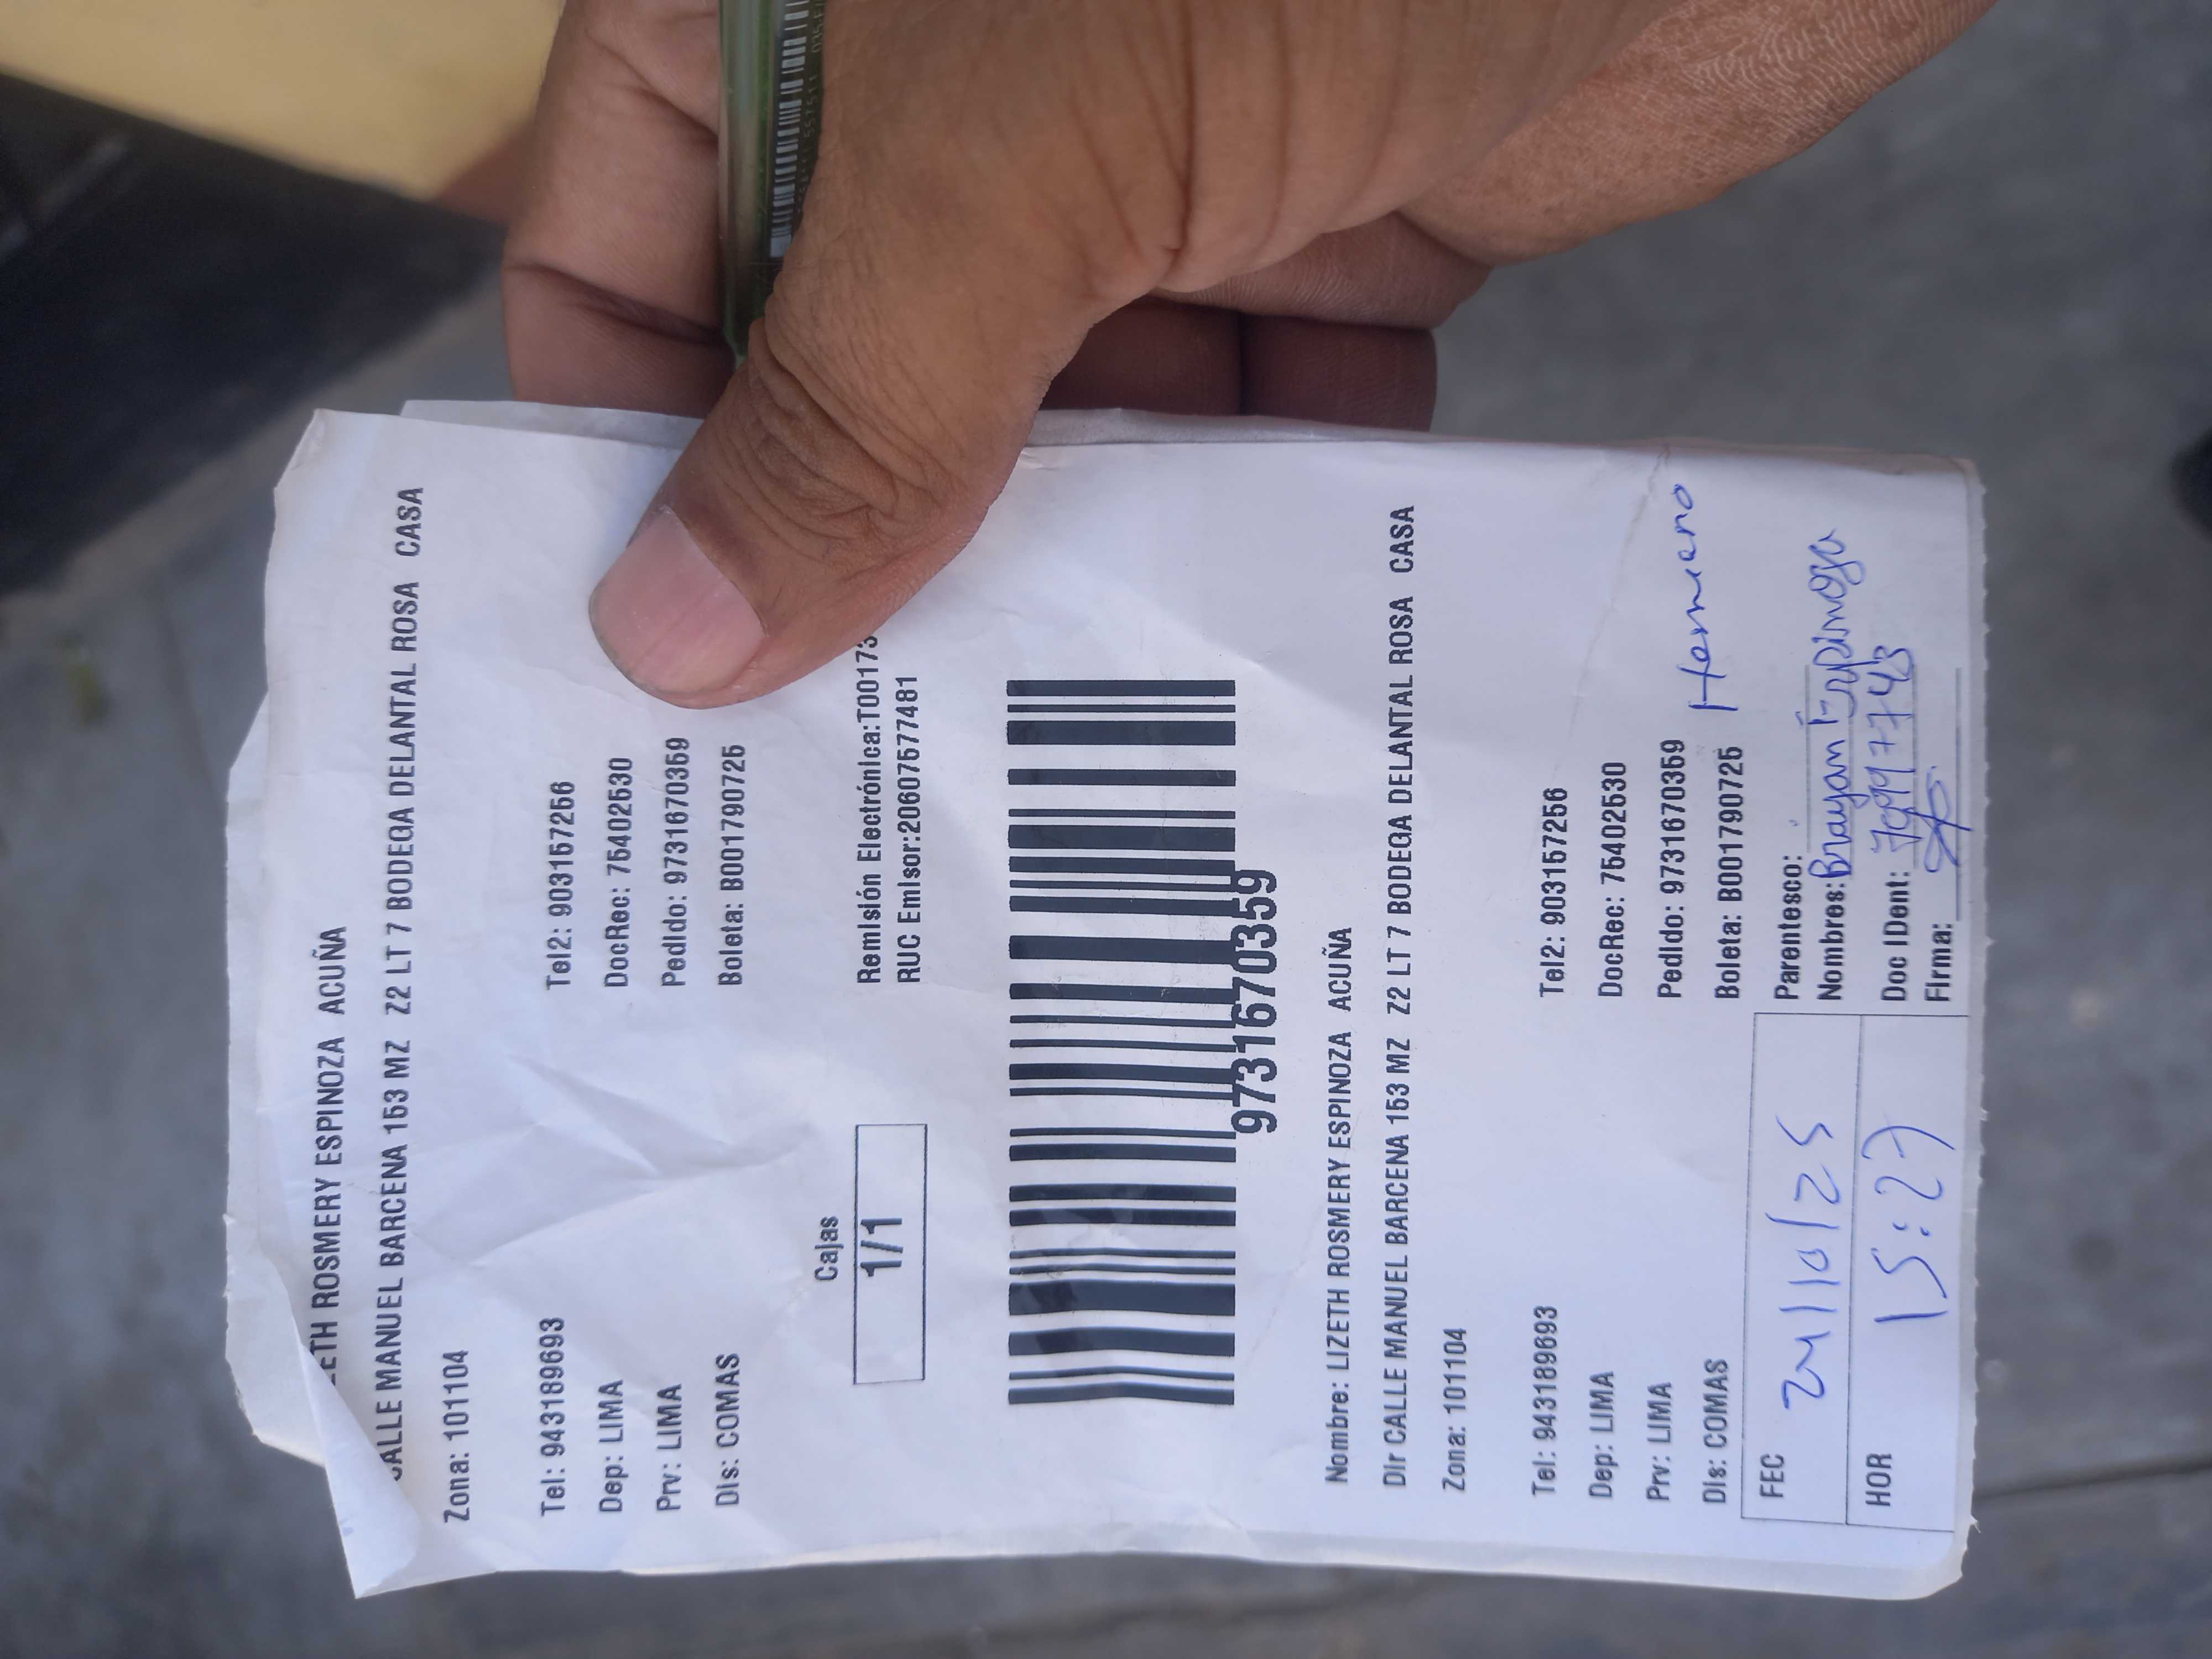 ETH ROSMERY ESPINOZA ACUÑA
CALLE MANUEL BARCENA 153 MZ Z2 LT 7 BODEGA DELANTAL ROSA CASA
Zona: 101104
Tel: 943189693 Tel2: 903157256
Dep: LIMA DocRec: 75402530
Prv: LIMA Pedido: 9731670359
Dis: COMAS Boleta: B001790725
Cajas
1/1
Remisión Electrónica:T00173
RUC Emisor:20607577481
9731670359
Nombre: LIZETH ROSMERY ESPINOZA ACUÑA
Dir CALLE MANUEL BARCENA 153 MZ Z2 LT 7 BODEGA DELANTAL ROSA CASA
Zona: 101104
Tel: 943189693 Tel2: 903157256
Dep: LIMA DocRec: 75402530
Prv: LIMA Pedido: 9731670359
Dis: COMAS Boleta: B001790725
Hermano
FEC 24/10/25 Parentesco:
Nombres: Brayan Espinoza
HOR 15:27 Doc IDent:
Firma: